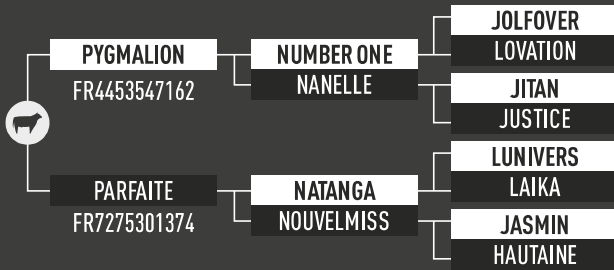 PYGMALION
FR4453547162
NUMBER ONE
NANELLE
JOLFOVER
LOVATION
JITAN
JUSTICE
PARFAITE
FR7275301374
NATANGA
NOUVELMISS
LUNIVERS
LAIKA
JASMIN
HAUTAINE